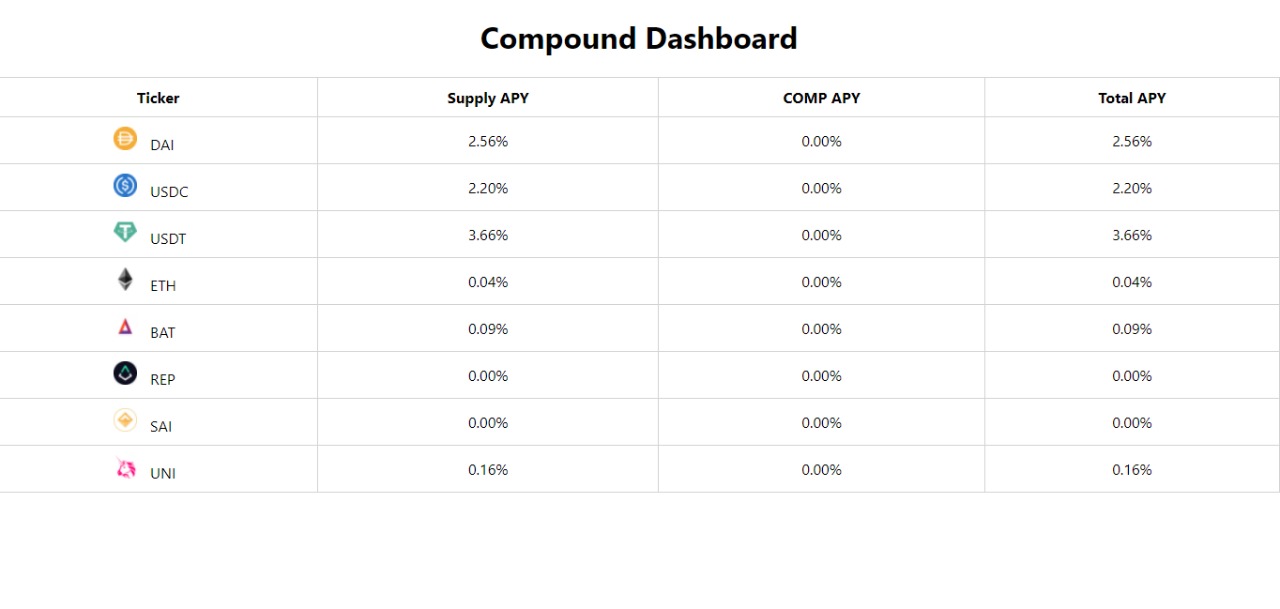 Compound Dashboard
Ticker Supply APY COMP APY Total APY
DAI 2.56% 0.00% 2.56%
USDC 2.20% 0.00% 2.20%
USDT 3.66% 0.00% 3.66%
ETH 0.04% 0.00% 0.04%
BAT 0.09% 0.00% 0.09%
REP 0.00% 0.00% 0.00%
SAI 0.00% 0.00% 0.00%
UNI 0.16% 0.00% 0.16%